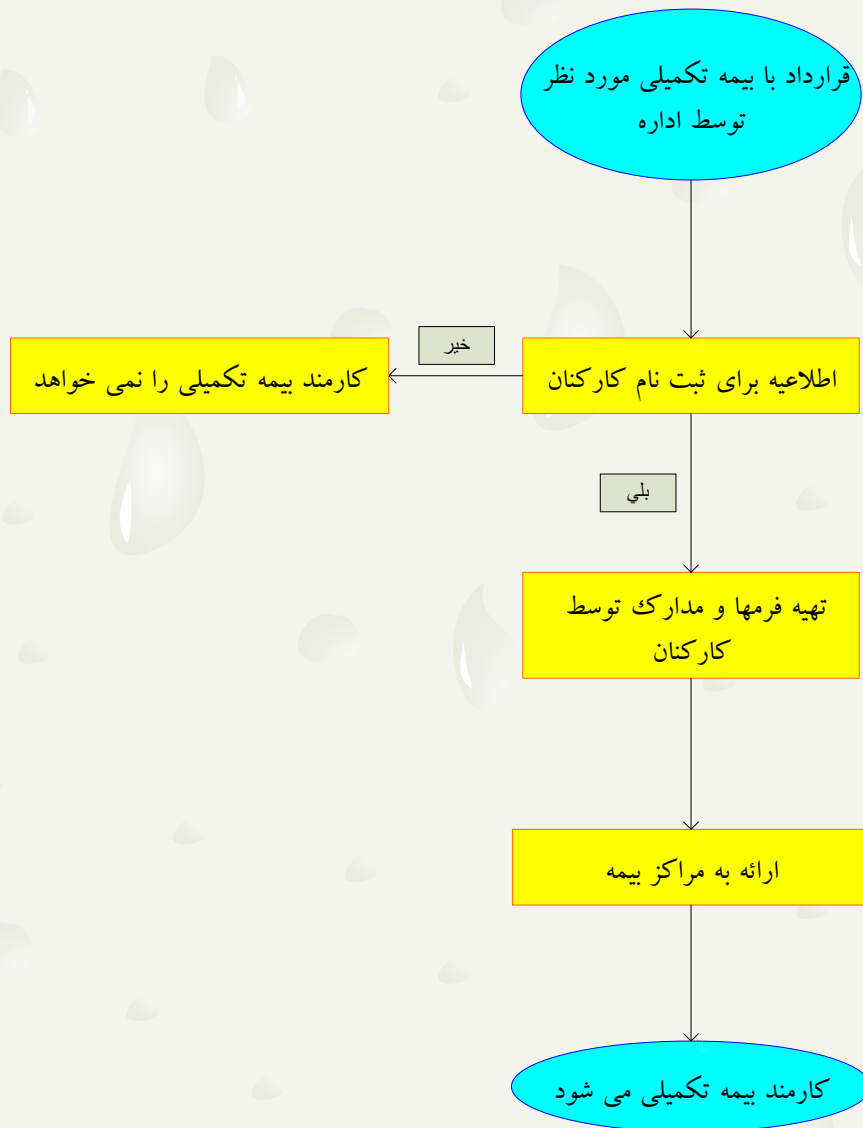 قرارداد با بیمه تکمیلی مورد نظر
توسط اداره
اطلاعیه برای ثبت نام کارکنان
خیر
کارمند بیمه تکمیلی را نمی خواهد
بلي
تهیه فرمها و مدارک توسط
کارکنان
ارائه به مراکز بیمه
کارمند بیمه تکمیلی می شود